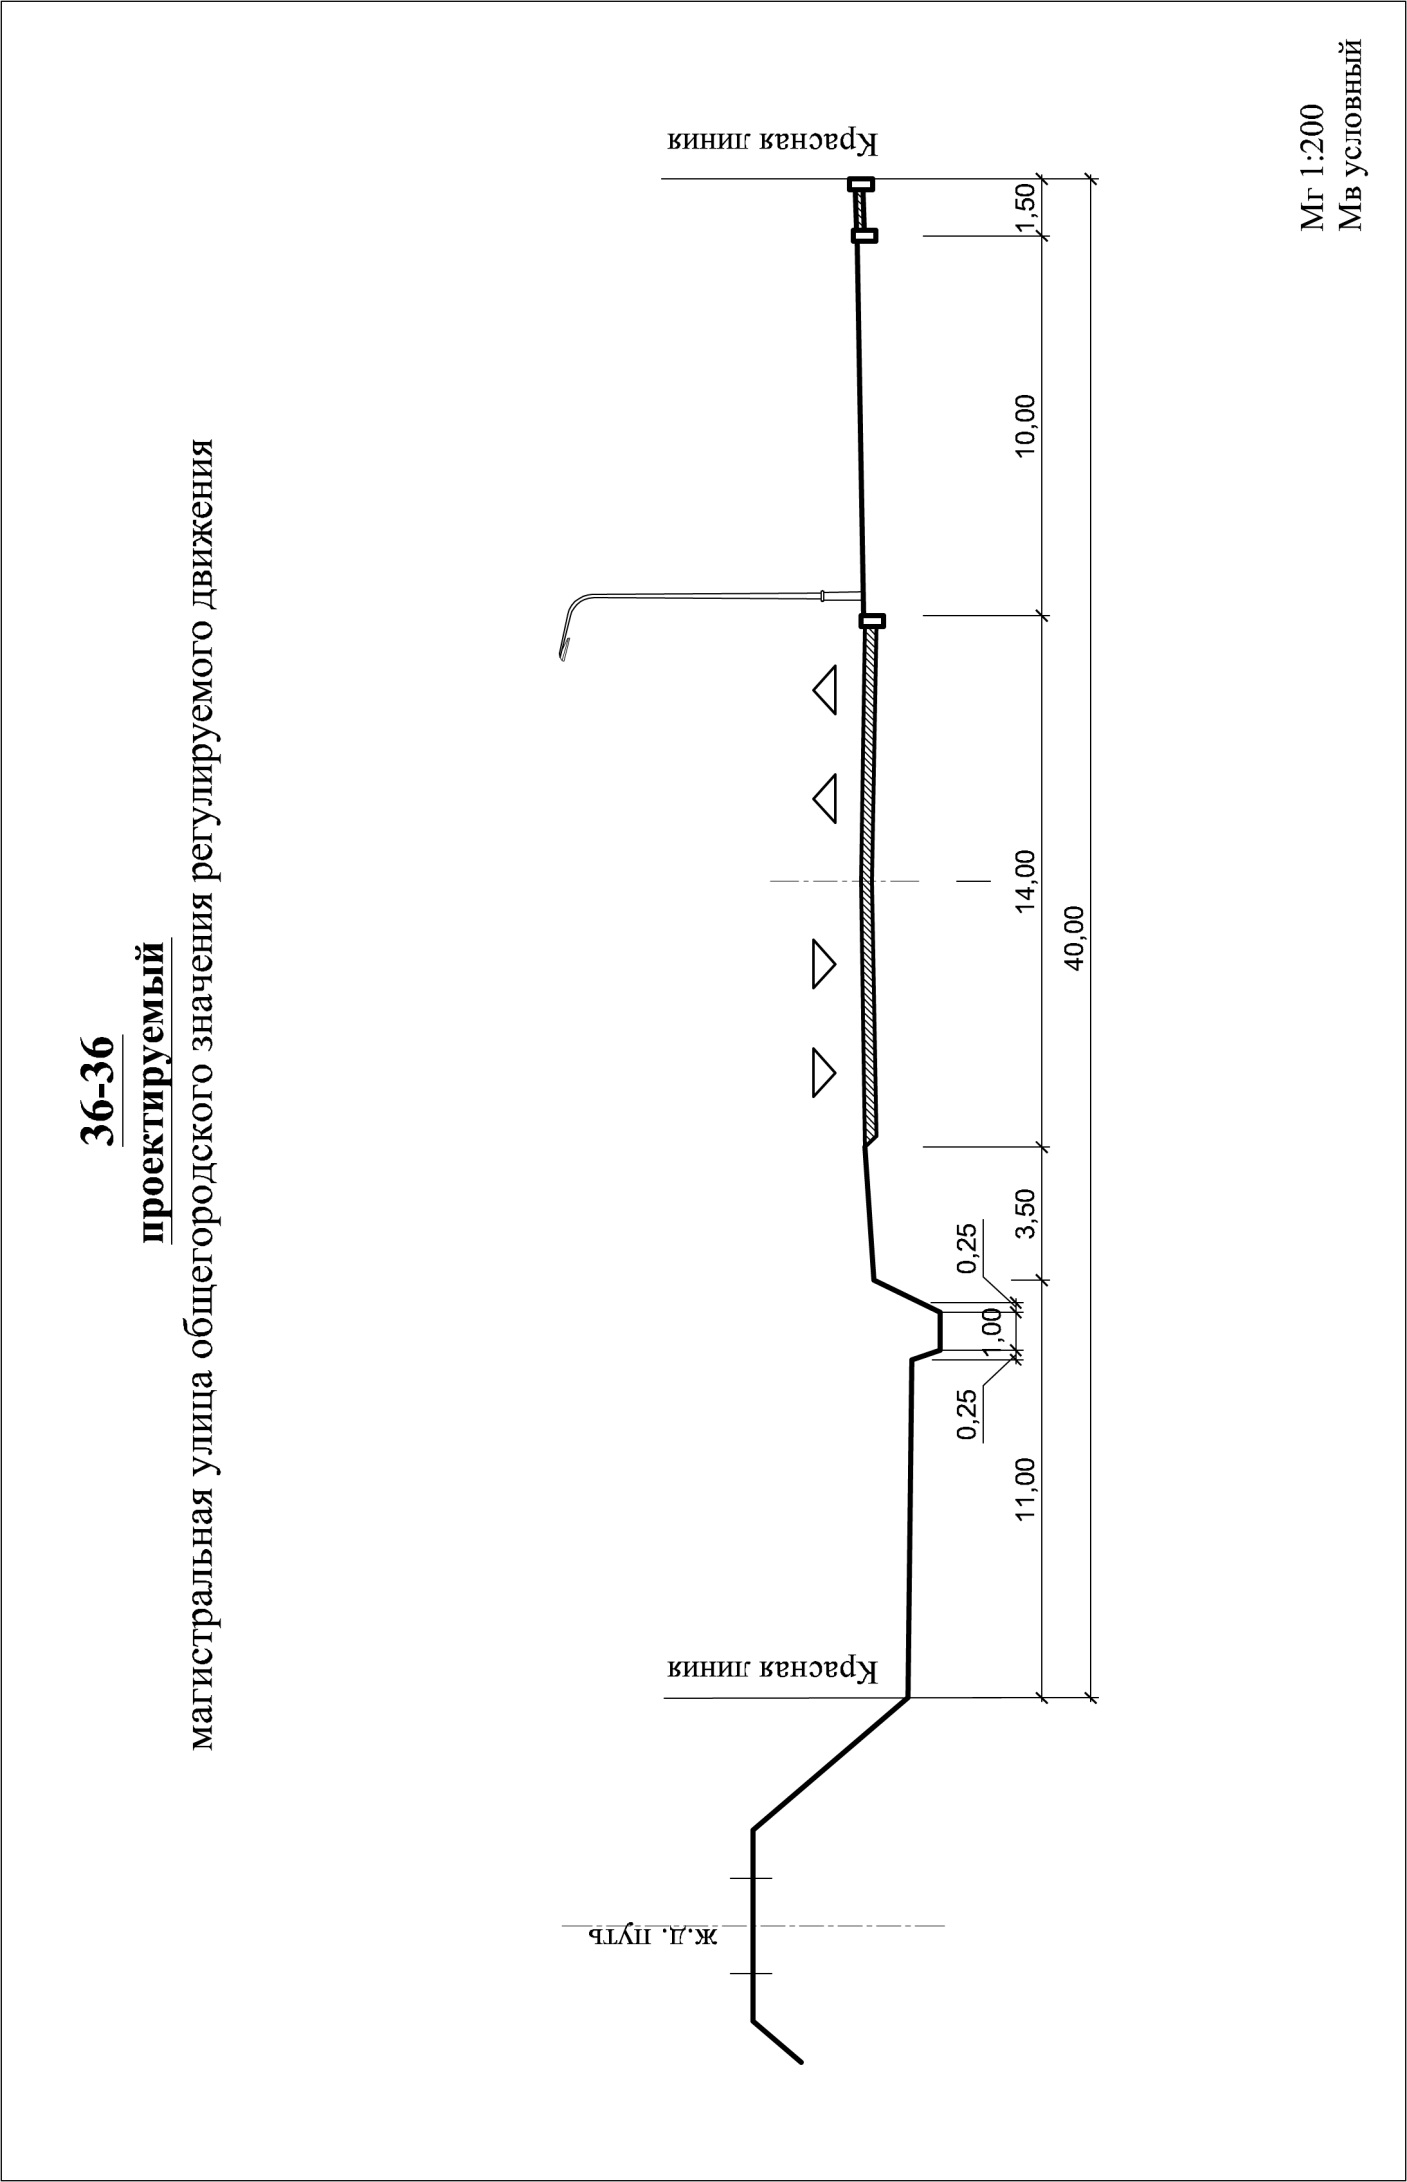 36-36
проектируемый
магистральная улица общегородского значения регулируемого движения
ж.д. путь
Красная линия
Красная линия
0,25
1,00
0,25
11,00
3,50
14,00
10,00
1,50
40,00
Мг 1:200
Мв условный